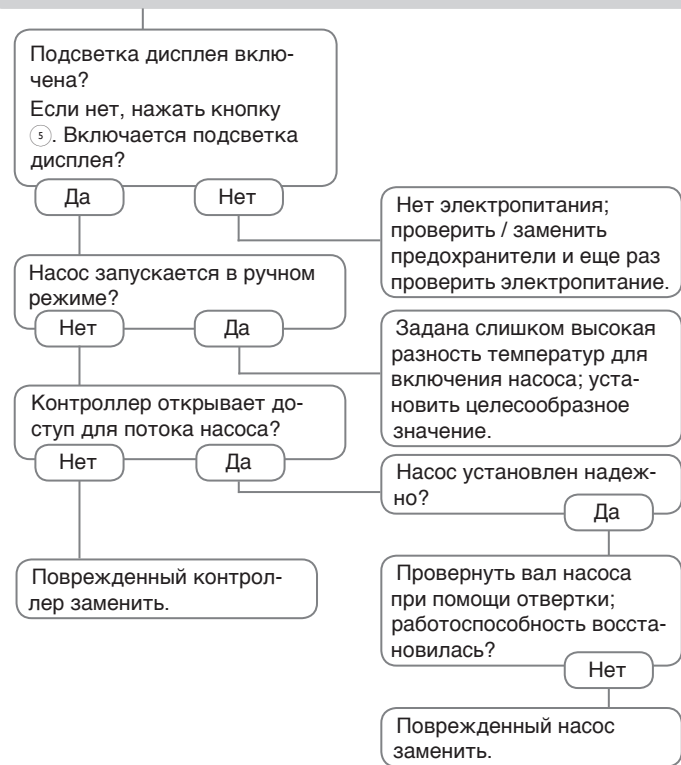 Подсветка дисплея вклю-
чена?
Если нет, нажать кнопку
⑤. Включается подсветка
дисплея?
Да
Нет
Нет электропитания;
проверить / заменить
предохранители и еще раз
проверить электропитание.
Насос запускается в ручном
режиме?
Нет
Да
Задана слишком высокая
разность температур для
включения насоса; уста-
новить целесообразное
значение.
Контроллер открывает до-
ступ для потока насоса?
Нет
Да
Насос установлен надеж-
но?
Да
Поврежденный контрол-
лер заменить.
Провернуть вал насоса
при помощи отвертки;
работоспособность восста-
новилась?
Нет
Поврежденный насос
заменить.